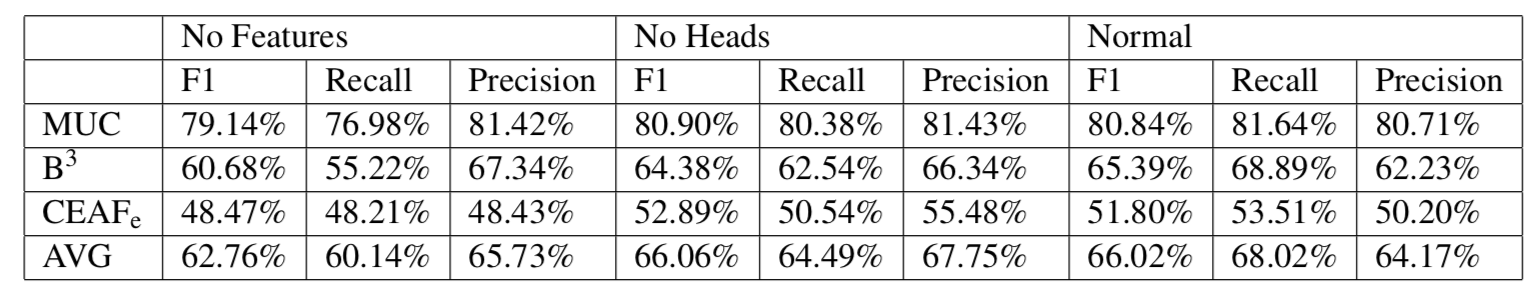 No Features No Heads Normal
F1 Recall Precision F1 Recall Precision F1 Recall Precision
MUC 79.14% 76.98% 81.42% 80.90% 80.38% 81.43% 80.84% 81.64% 80.71%
B³ 60.68% 55.22% 67.34% 64.38% 62.54% 66.34% 65.39% 68.89% 62.23%
CEAFₑ 48.47% 48.21% 48.43% 52.89% 50.54% 55.48% 51.80% 53.51% 50.20%
AVG 62.76% 60.14% 65.73% 66.06% 64.49% 67.75% 66.02% 68.02% 64.17%